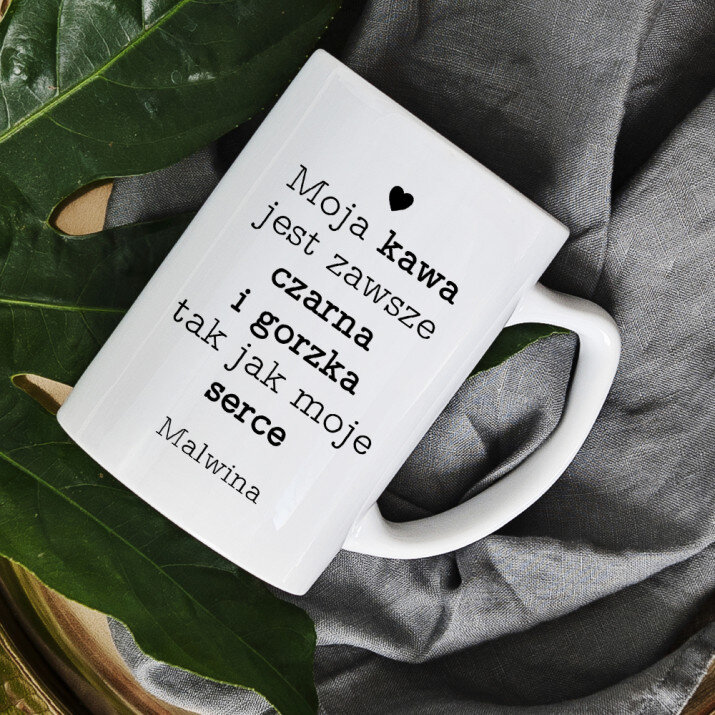 Moja kawa
jest zawsze
czarna
i gorzka
tak jak moje
serce
Malwina